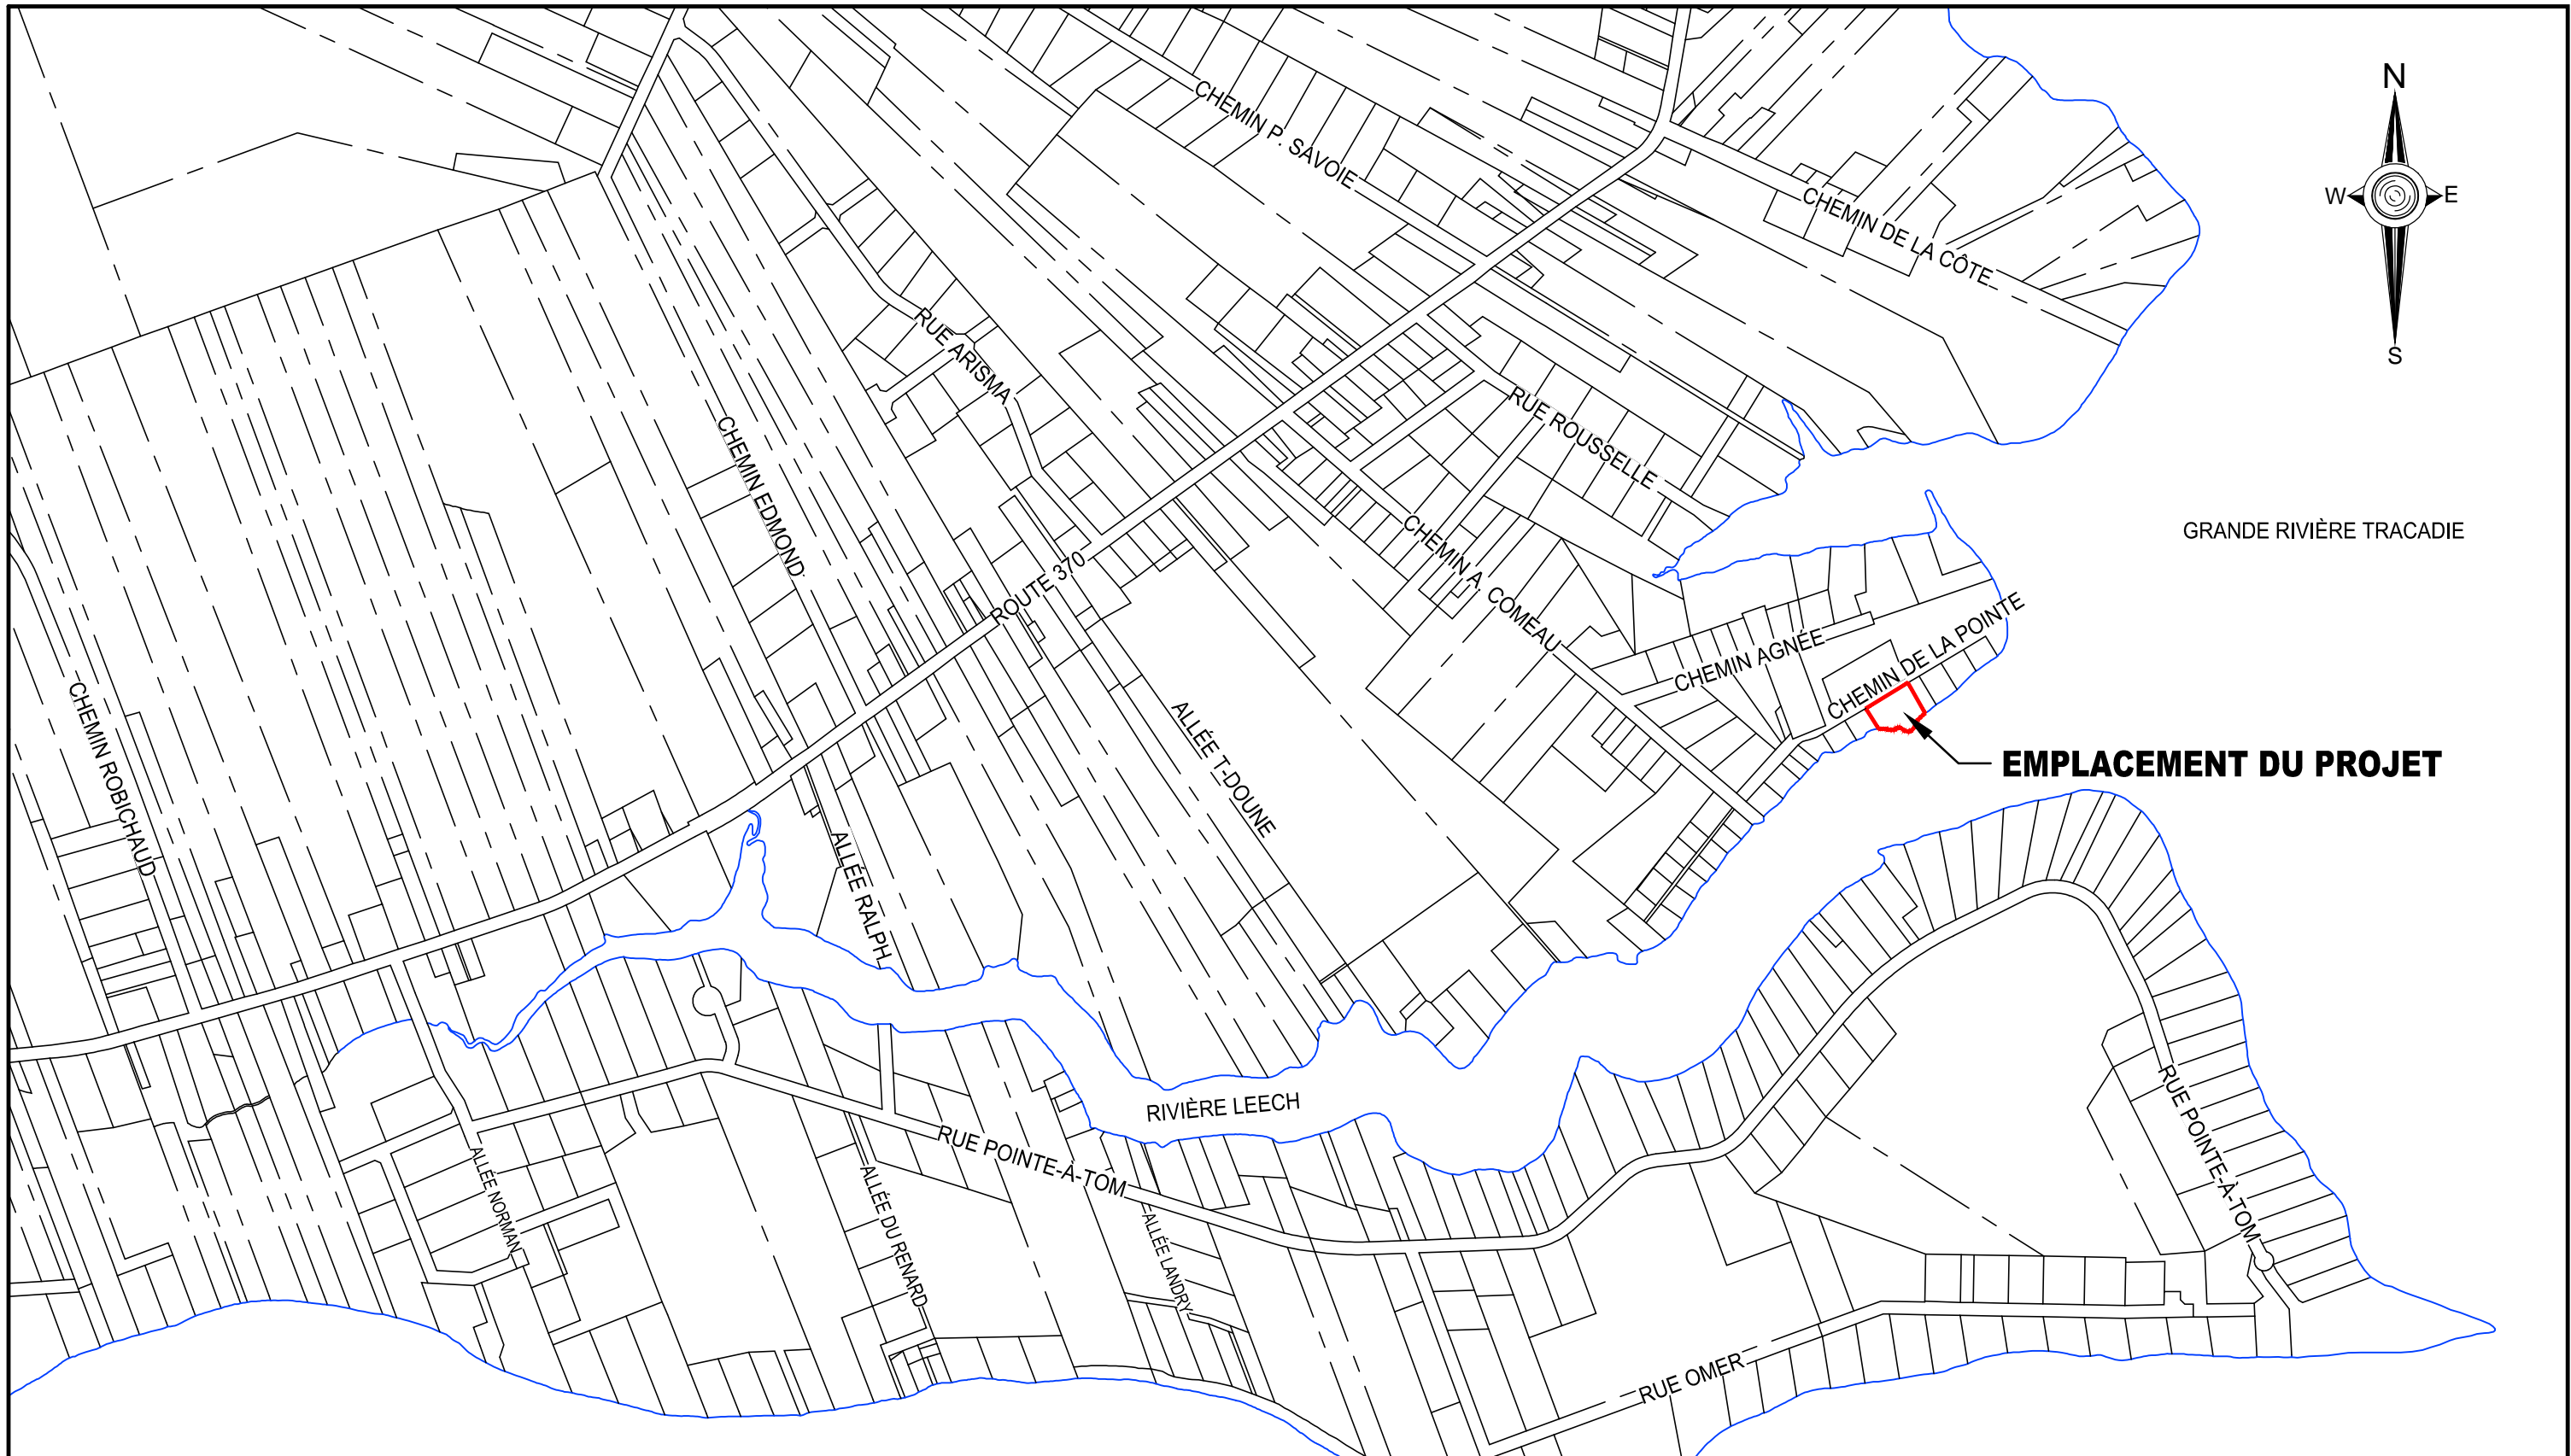 N
W
E
S
CHEMIN P. SAVOIE
CHEMIN DE LA CÔTE
RUE ARISMA
RUE ROUSSELLE
CHEMIN EDMOND
GRANDE RIVIÈRE TRACADIE
CHEMIN A. COMEAU
ROUTE 370
CHEMIN AGNÉE
CHEMIN DE LA POINTE
CHEMIN ROBICHAUD
ALLÉE T-DOUNE
EMPLACEMENT DU PROJET
ALLÉE RALPH
RIVIÈRE LEECH
RUE POINTE-À-TOM
RUE POINTE-À-TOM
ALLÉE NORMAN
ALLÉE DU RENARD
ALLÉE LANDRY
RUE OMER